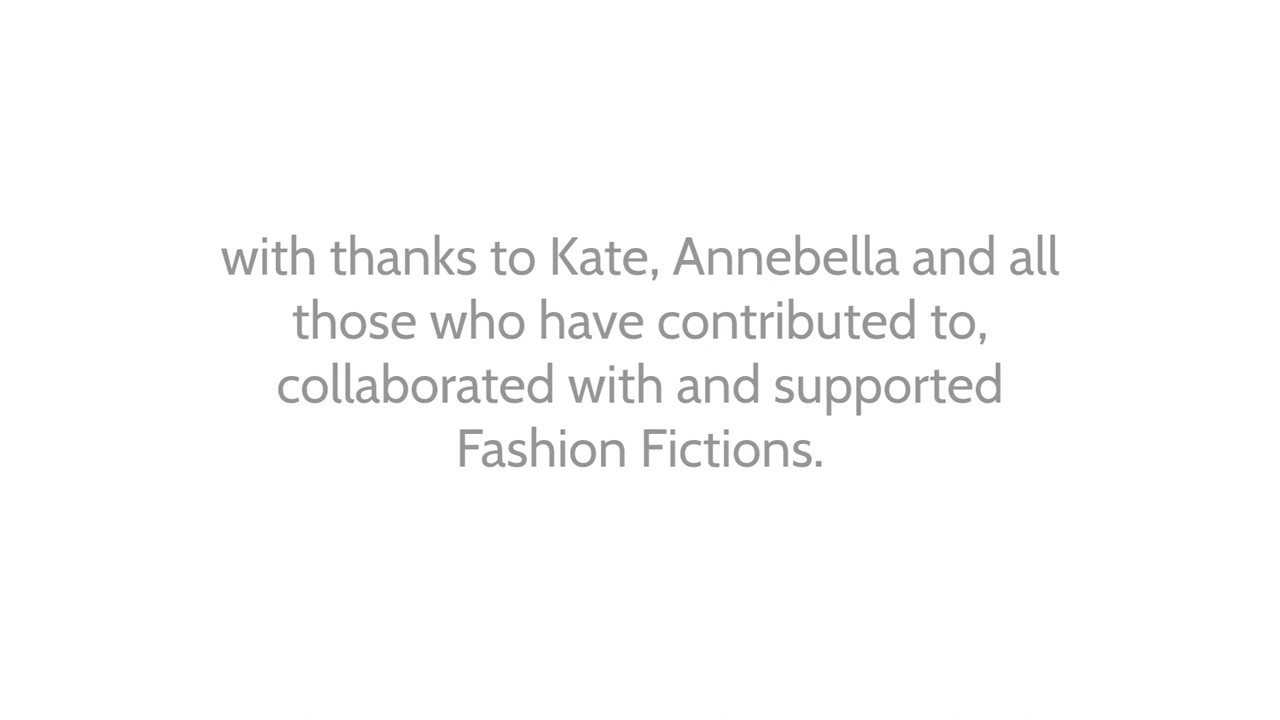 with thanks to Kate, Annebella and all
those who have contributed to,
collaborated with and supported
Fashion Fictions.